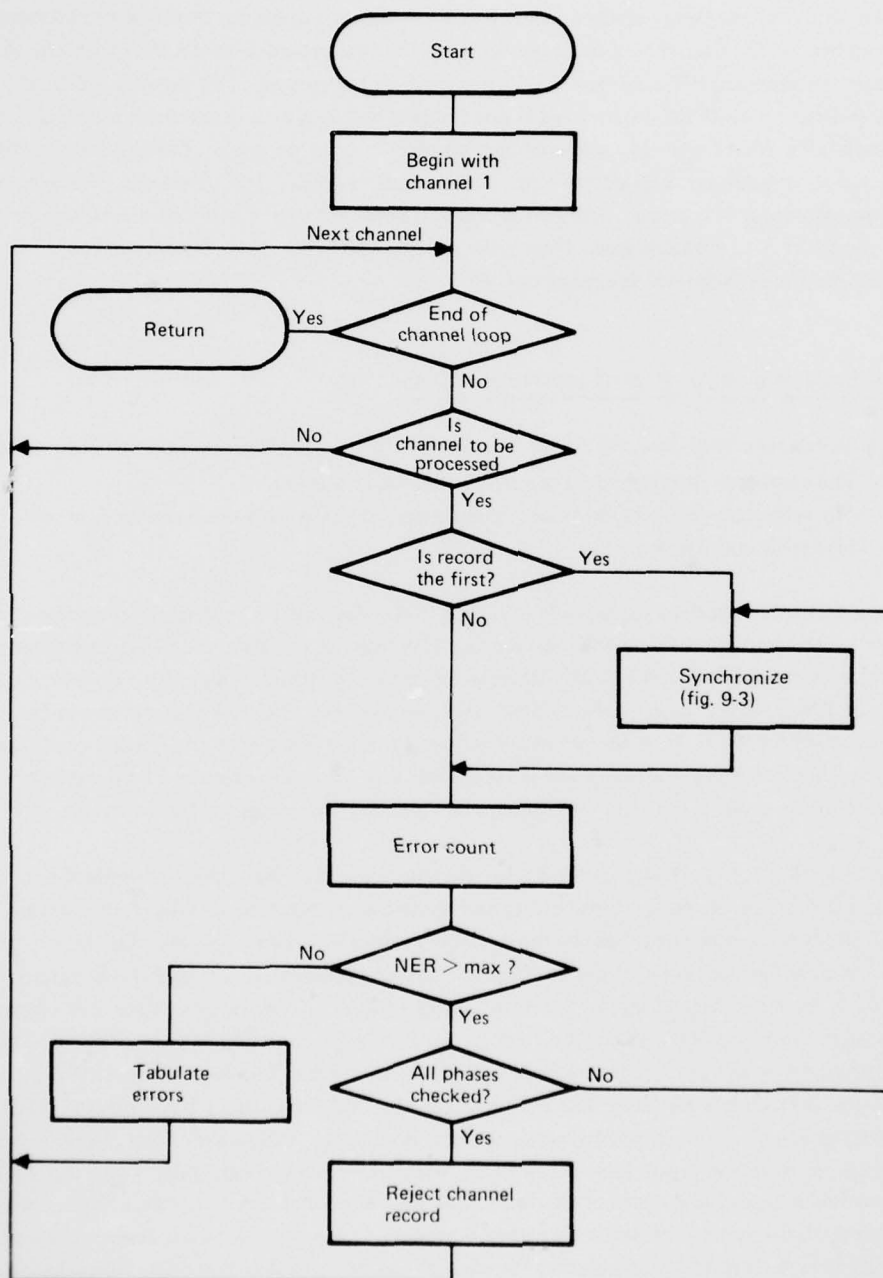 Start
Begin with
channel 1
Next channel
Return
Yes
End of
channel loop
No
No
Is
channel to be
processed
Yes
Is record
the first?
Yes
No
Synchronize
(fig. 9-3)
Error count
No
NER > max ?
Yes
Tabulate
errors
All phases
checked?
No
Yes
Reject channel
record